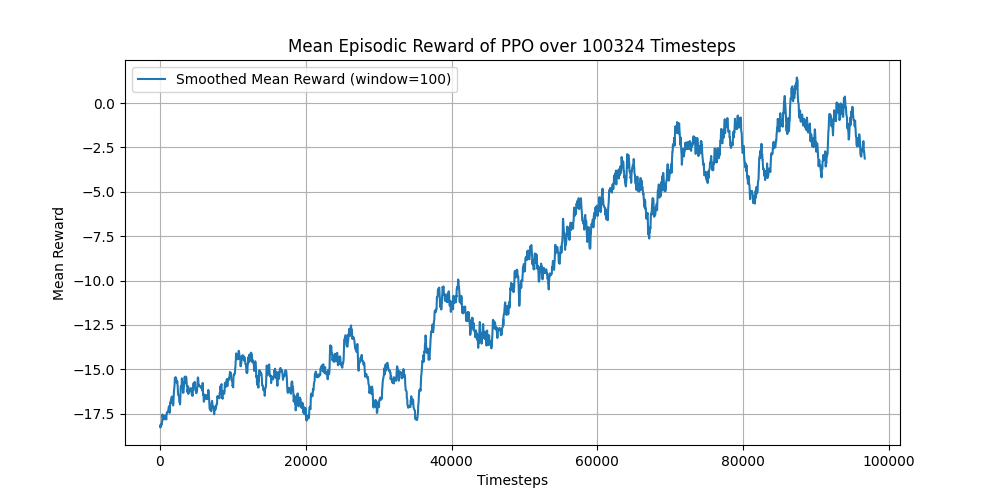 Mean Episodic Reward of PPO over 100324 Timesteps
Smoothed Mean Reward (window=100)
Mean Reward
0.0
−2.5
−5.0
−7.5
−10.0
−12.5
−15.0
−17.5
0 20000 40000 60000 80000 100000
Timesteps